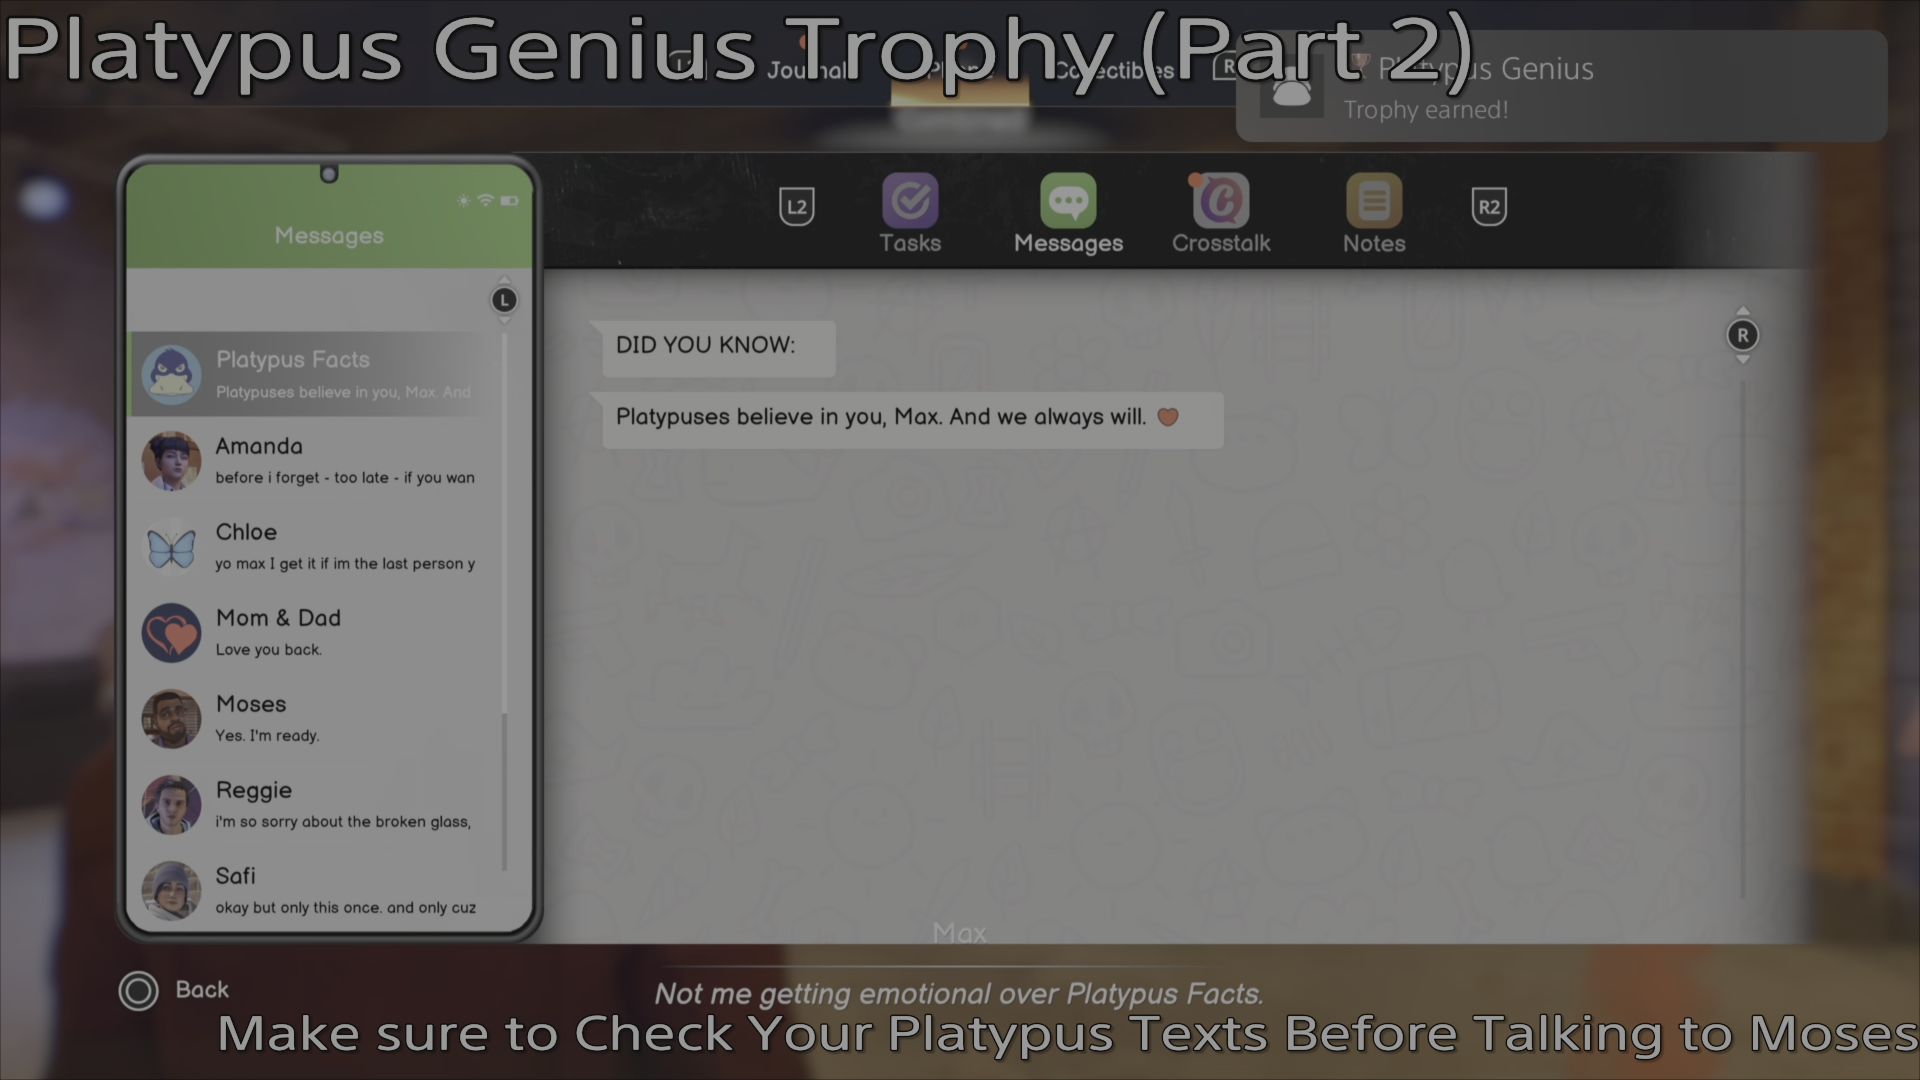 Platypus Genius Trophy (Part 2)
Journal
Collectibles
R
Platypus Genius
Trophy earned!
Messages
L2
Tasks
Messages
Crosstalk
Notes
R2
L
R
DID YOU KNOW:
Platypuses believe in you, Max. And we always will.
Platypus Facts
Platypuses believe in you, Max. And
Amanda
before i forget - too late - if you wan
Chloe
yo max I get it if im the last person y
Mom & Dad
Love you back.
Moses
Yes. I'm ready.
Reggie
i'm so sorry about the broken glass,
Safi
okay but only this once. and only cuz
Max
Back
Not me getting emotional over Platypus Facts.
Make sure to Check Your Platypus Texts Before Talking to Moses